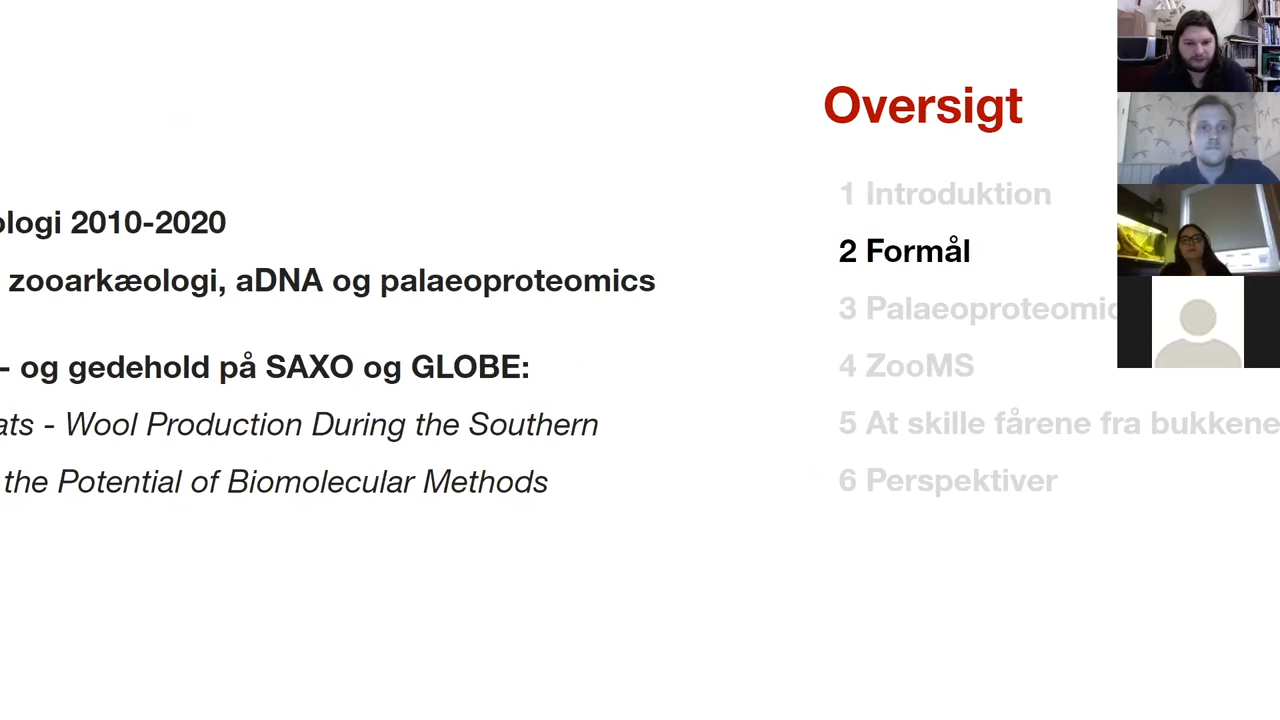 ologi 2010-2020
zooarkæologi, aDNA og palaeoproteomics
- og gedehold på SAXO og GLOBE:
ats - Wool Production During the Southern
the Potential of Biomolecular Methods
Oversigt
1 Introduktion
2 Formål
3 Palaeoproteomic
4 ZooMS
5 At skille fårene fra bukkene
6 Perspektiver